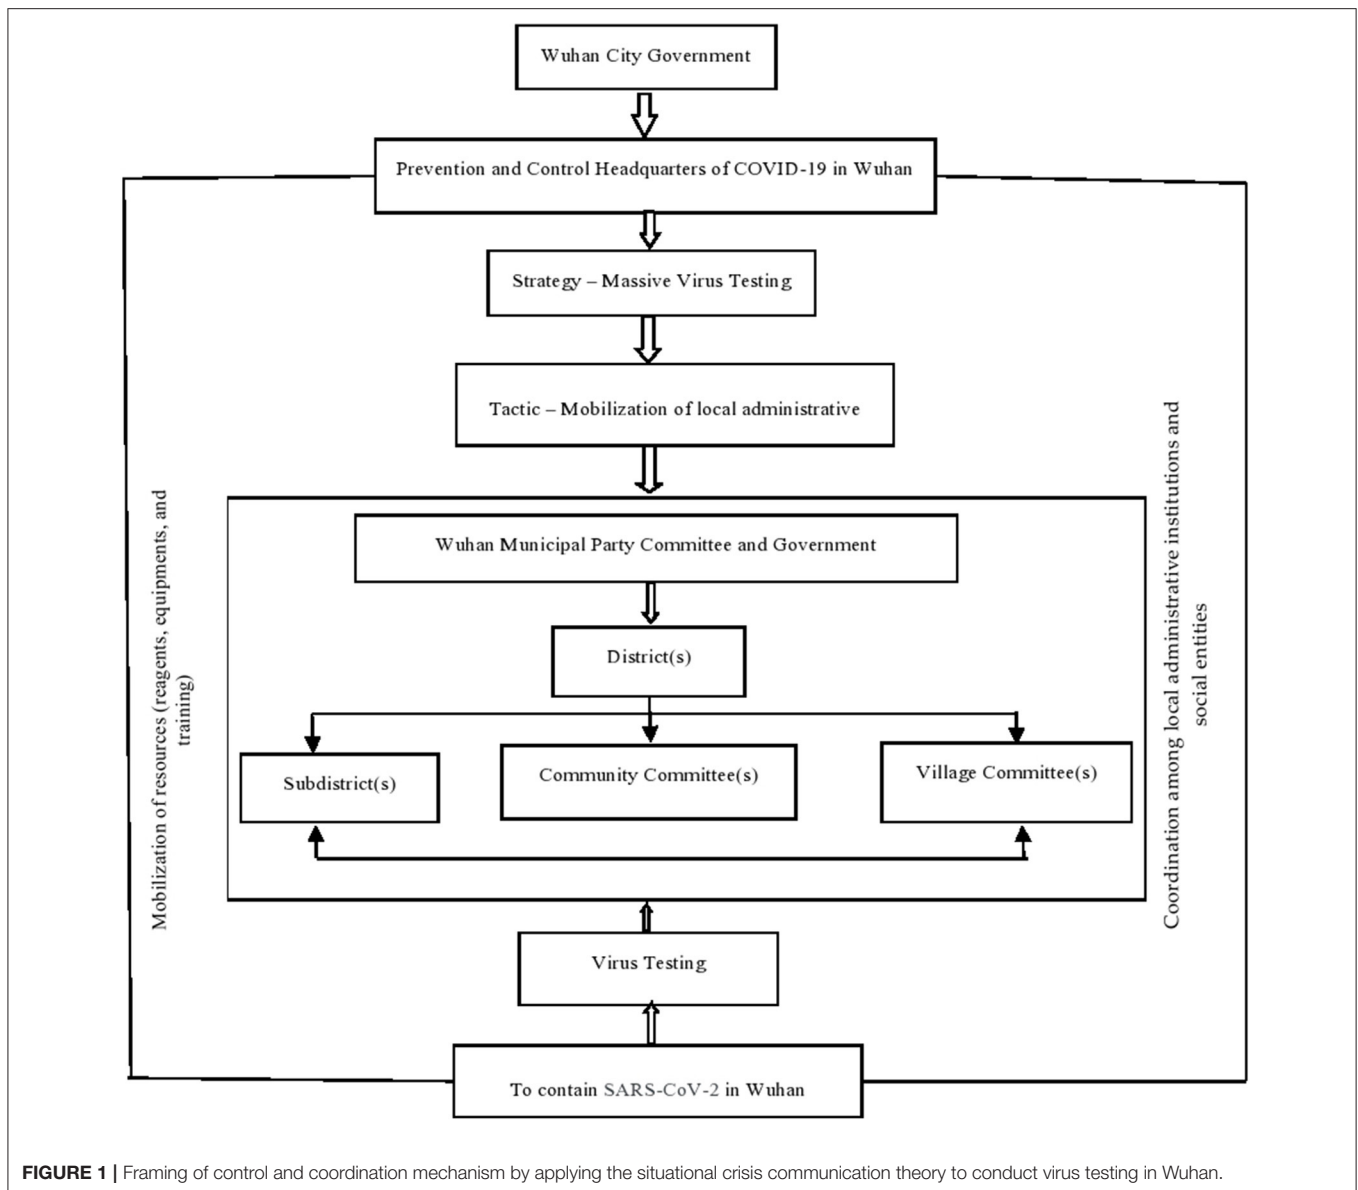 Wuhan City Government
Prevention and Control Headquarters of COVID-19 in Wuhan
Strategy – Massive Virus Testing
Tactic – Mobilization of local administrative
Mobilization of resources (reagents, equipments, and
training)
Coordination among local administrative institutions and
social entities
Wuhan Municipal Party Committee and Government
District(s)
Subdistrict(s)
Community Committee(s)
Village Committee(s)
Virus Testing
To contain SARS-CoV-2 in Wuhan
FIGURE 1 | Framing of control and coordination mechanism by applying the situational crisis communication theory to conduct virus testing in Wuhan.